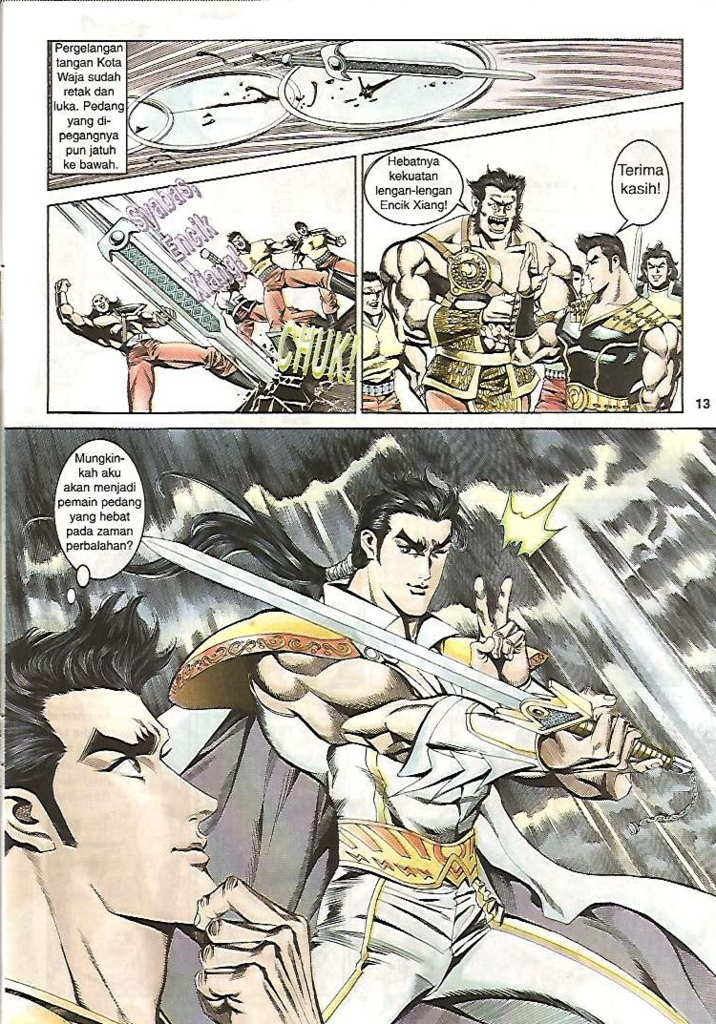 Pergelangan
tangan Kota
Waja sudah
retak dan
luka. Pedang
yang di-
pegangnya
pun jatuh
ke bawah.
Syabas,
Encik
Xiang!
CHUK!
Hebatnya
kekuatan
lengan-lengan
Encik Xiang!
Terima
kasih!
13
Mungkin-
kah aku
akan menjadi
pemain pedang
yang hebat
pada zaman
perbalahan?